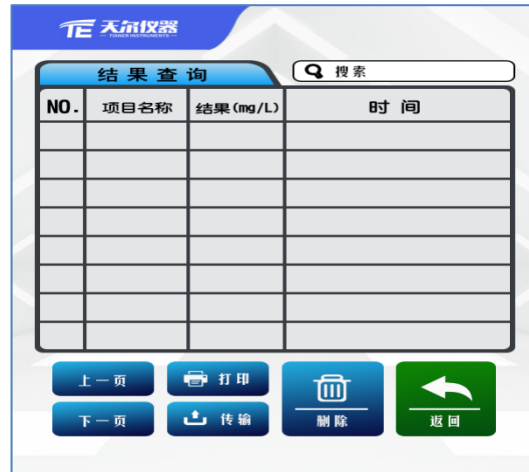 TE 天尔仪器
TIANER INSTRUMENTS
结果查询
搜索
NO. 项目名称 结果(mg/L) 时间
上一页
打印
下一页
传输
删除
返回